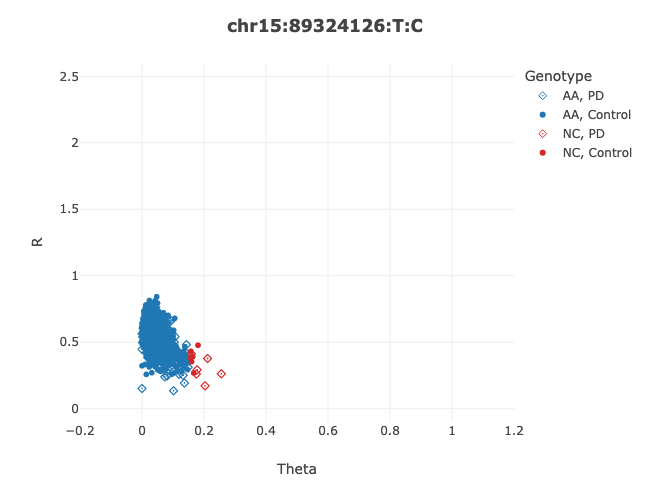 chr15:89324126:T:C
Genotype
AA, PD
AA, Control
NC, PD
NC, Control
2.5
2
1.5
1
0.5
0
R
−0.2 0 0.2 0.4 0.6 0.8 1 1.2
Theta